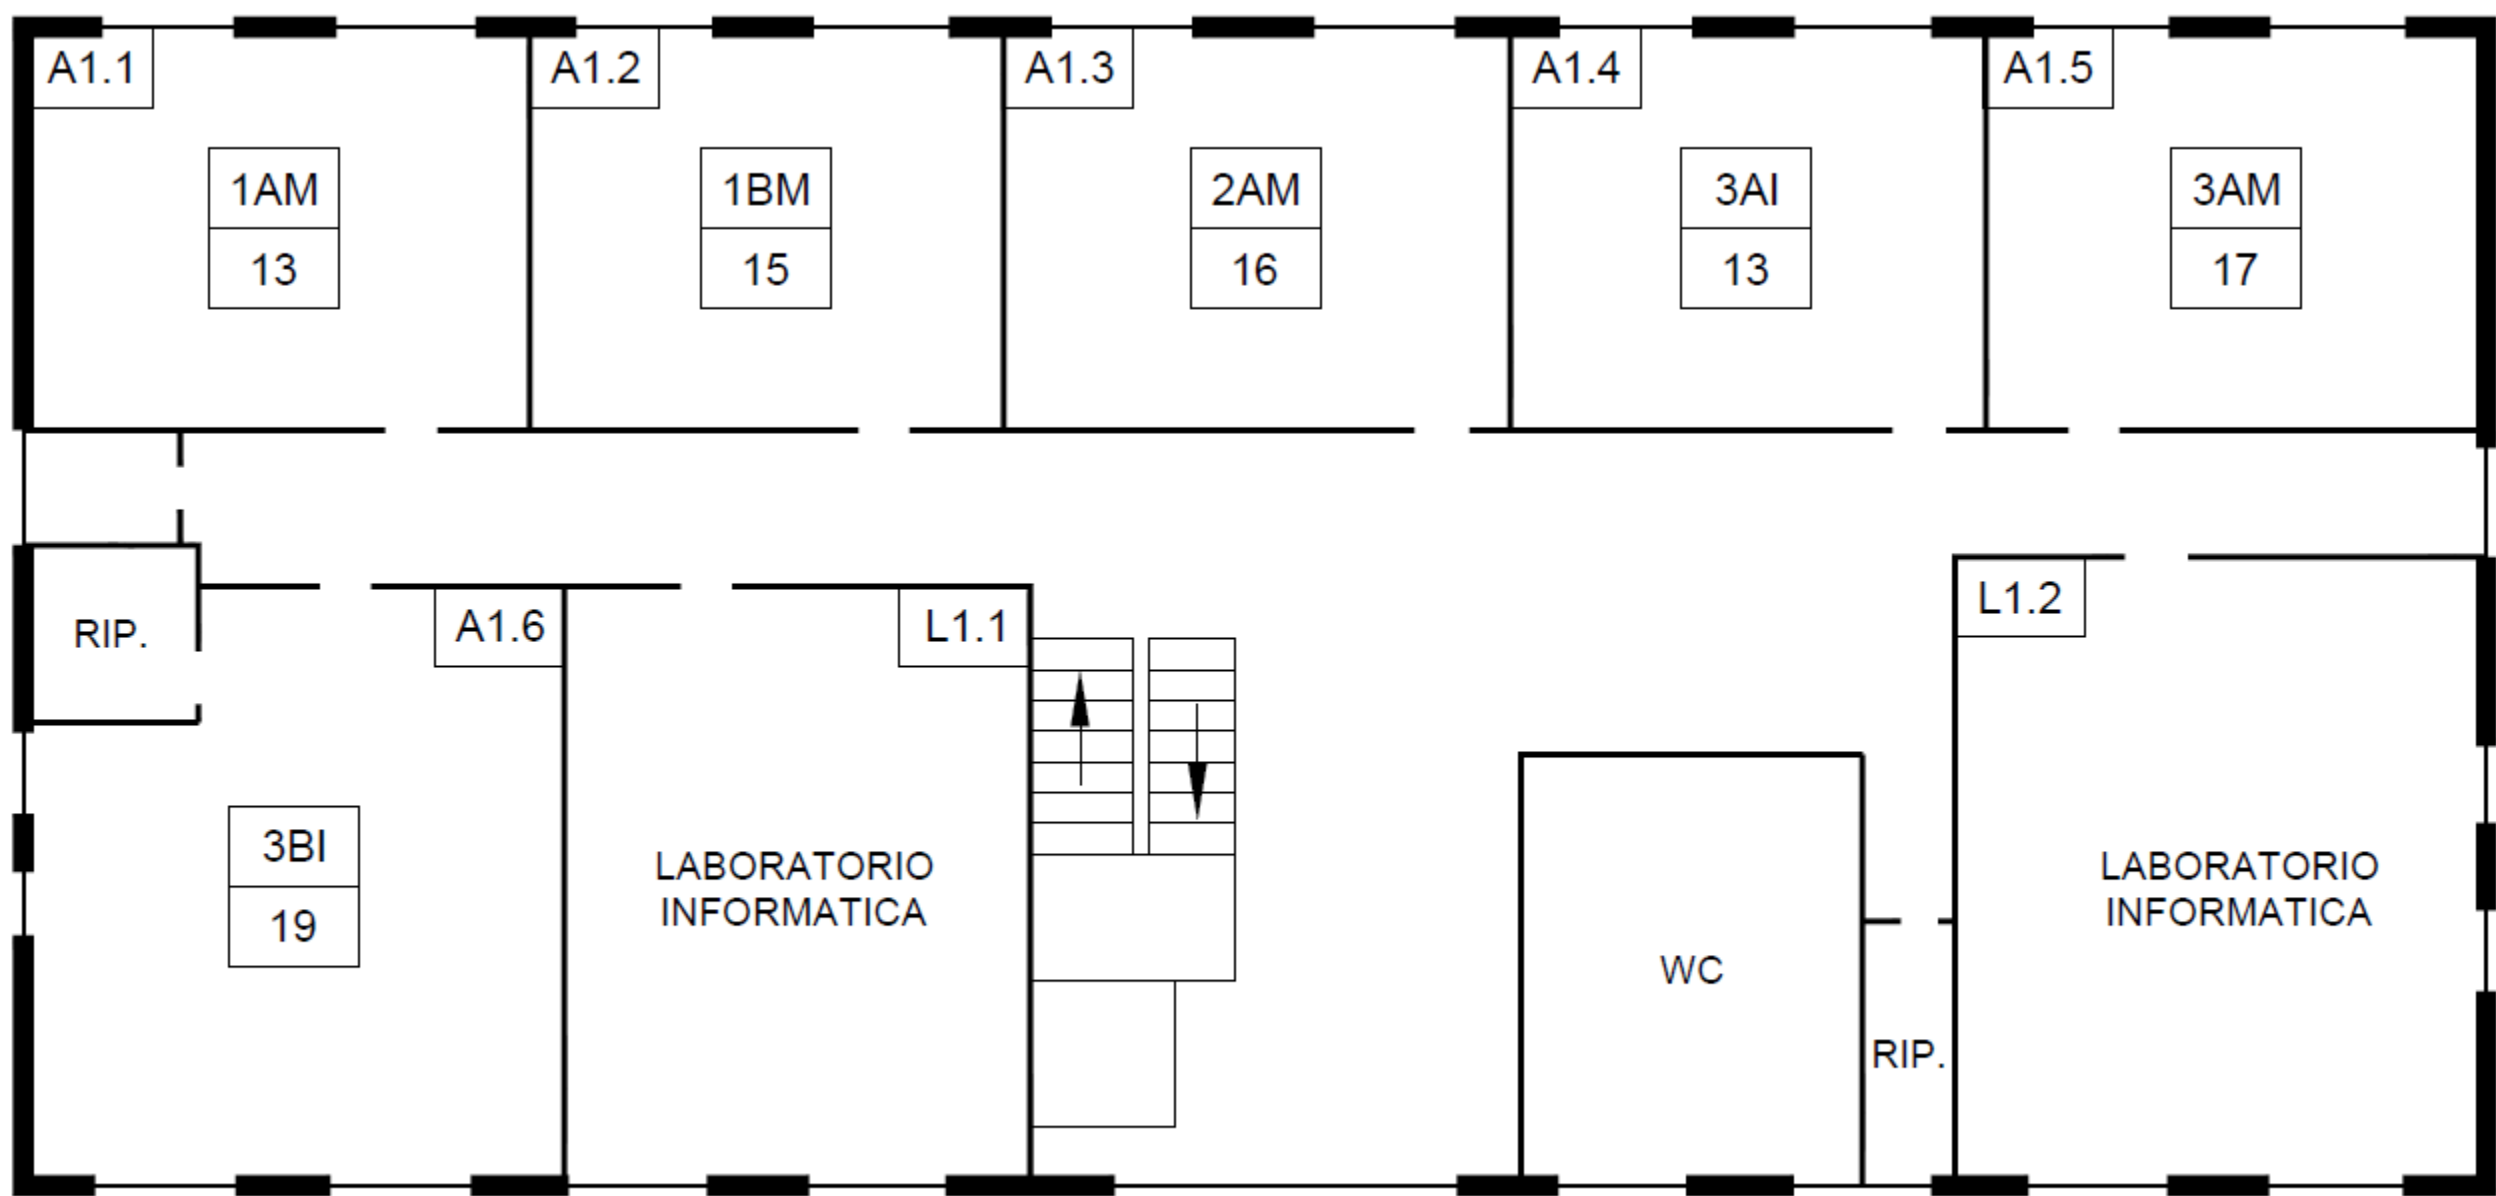 A1.1
A1.2
A1.3
A1.4
A1.5
1AM
13
1BM
15
2AM
16
3AI
13
3AM
17
RIP.
A1.6
L1.1
L1.2
3BI
19
LABORATORIO
INFORMATICA
WC
RIP.
LABORATORIO
INFORMATICA